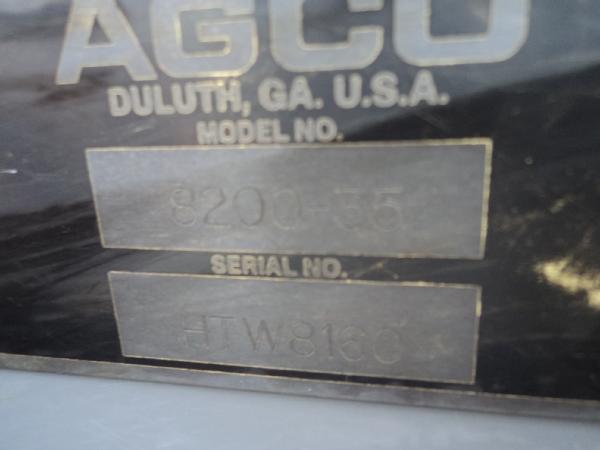 AGCO
DULUTH, GA. U.S.A.
MODEL NO.
8200-35
SERIAL NO.
HTW8160